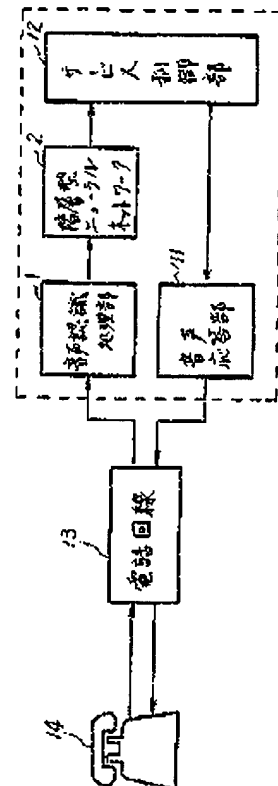 14
13
電話回線
1
音声認識
処理部
2
階層型
ニューラル
ネットワーク
11
音声
応答部
12
サービス制御部